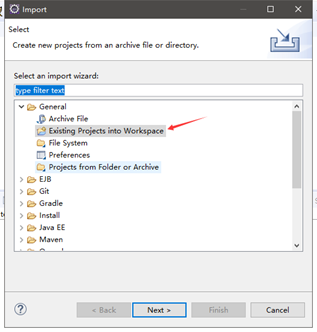 Import
Select
Create new projects from an archive file or directory.
Select an import wizard:
type filter text
General
Archive File
Existing Projects into Workspace
File System
Preferences
Projects from Folder or Archive
EJB
Git
Gradle
Install
Java EE
Maven
?
< Back
Next >
Finish
Cancel